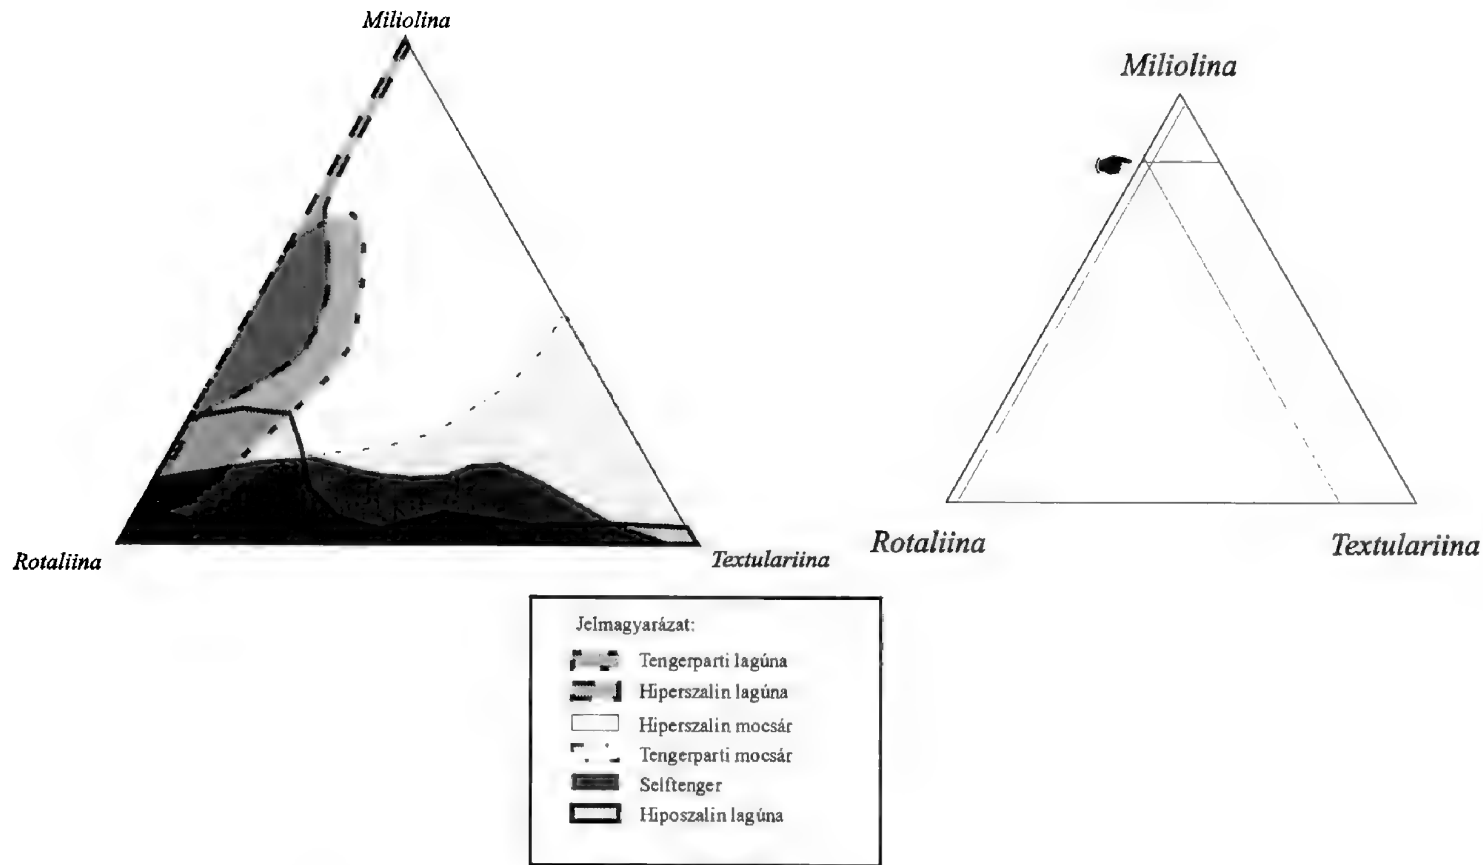 Miliolina
Rotaliina
Textulariina
Miliolina
Rotaliina
Textulariina
Jelmagyarázat:
Tengerparti lagúna
Hiperszalin lagúna
Hiperszalin mocsár
Tengerparti mocsár
Selftenger
Hiposzalin lagúna